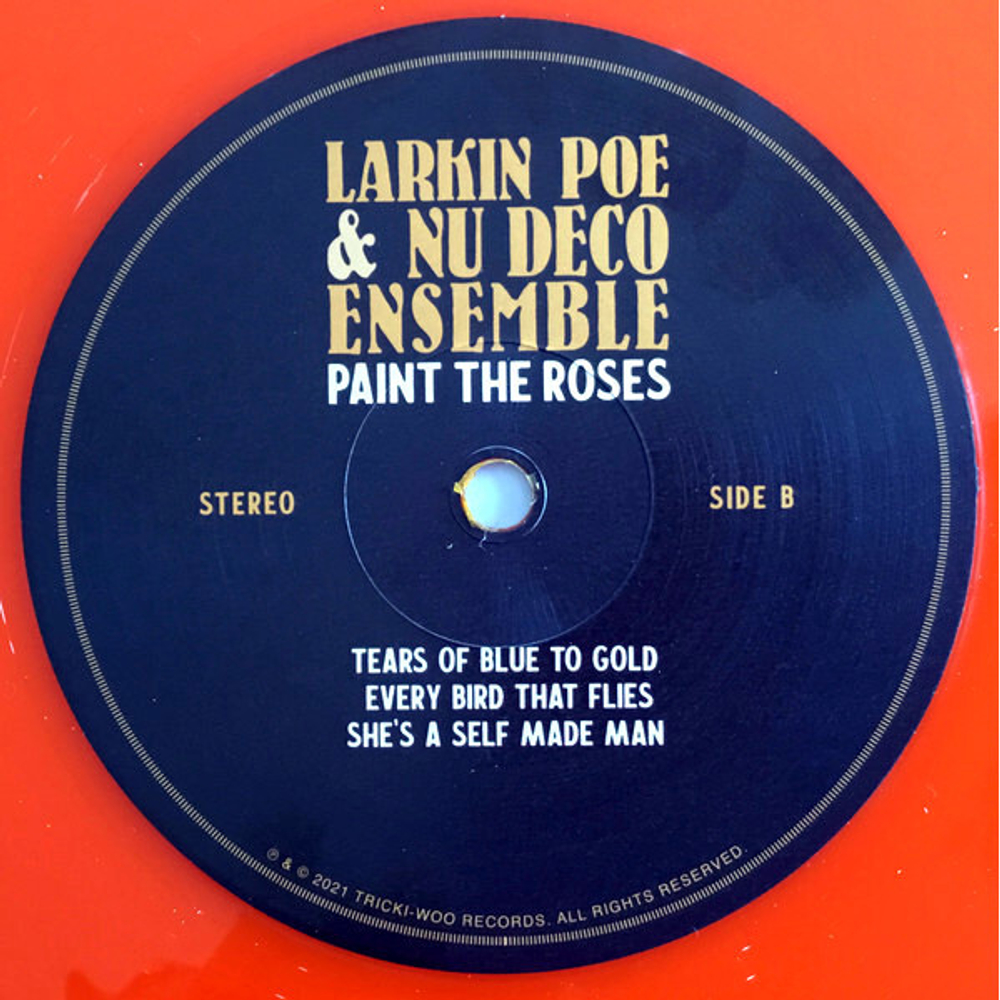 LARKIN POE
& NU DECO
ENSEMBLE
PAINT THE ROSES
STEREO
SIDE B
TEARS OF BLUE TO GOLD
EVERY BIRD THAT FLIES
SHE'S A SELF MADE MAN
℗ & © 2021 TRICKI-WOO RECORDS. ALL RIGHTS RESERVED.